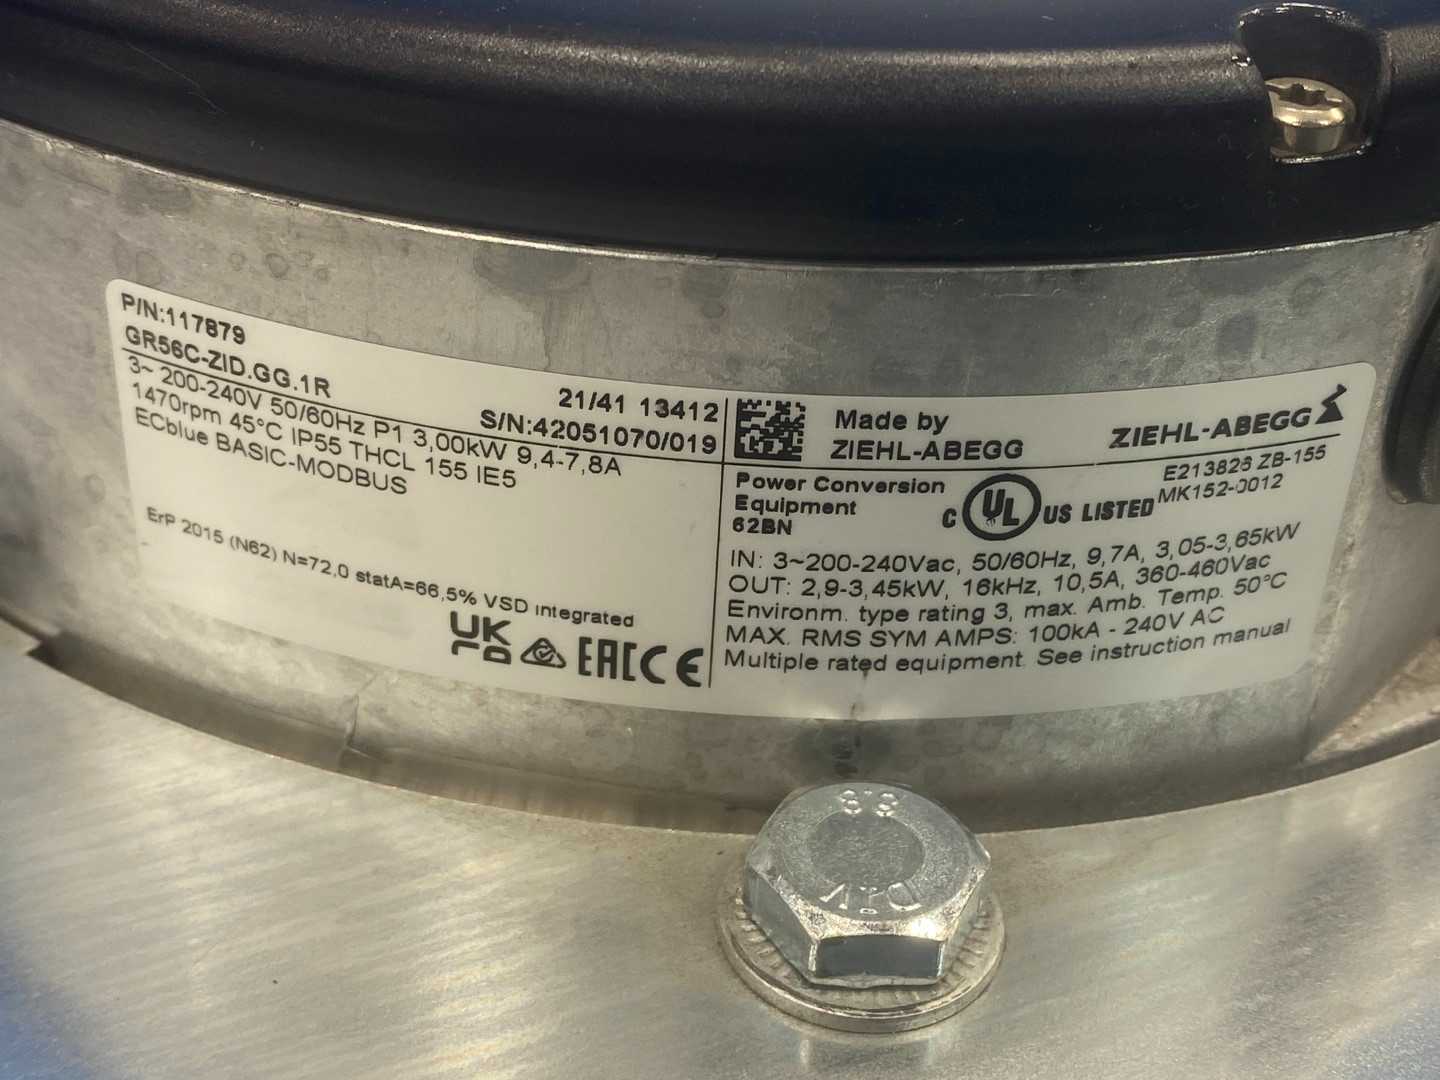 P/N:117879
GR56C-ZID.GG.1R
21/41 13412
S/N:42051070/019
3~ 200-240V 50/60Hz P1 3,00kW 9,4-7,8A
1470rpm 45°C IP55 THCL 155 IE5
ECblue BASIC-MODBUS
ErP 2015 (N62) N=72,0 statA=66,5% VSD integrated
UK
CA
EAC CE
Made by
ZIEHL-ABEGG
ZIEHL-ABEGG
Power Conversion
Equipment
62BN
C UL US LISTED
E213826 ZB-155
MK152-0012
IN: 3~200-240Vac, 50/60Hz, 9,7A, 3,05-3,65kW
OUT: 2,9-3,45kW, 16kHz, 10,5A, 360-460Vac
Environm. type rating 3, max. Amb. Temp. 50°C
MAX. RMS SYM AMPS: 100kA - 240V AC
Multiple rated equipment. See instruction manual
8.8